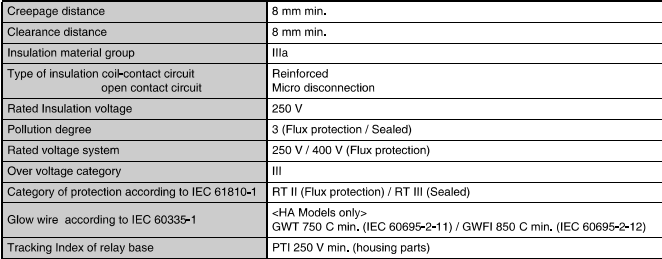 Creepage distance 8 mm min.
Clearance distance 8 mm min.
Insulation material group IIIa
Type of insulation coil-contact circuit Reinforced
open contact circuit Micro disconnection
Rated Insulation voltage 250 V
Pollution degree 3 (Flux protection / Sealed)
Rated voltage system 250 V / 400 V (Flux protection)
Over voltage category III
Category of protection according to IEC 61810-1 RT II (Flux protection) / RT III (Sealed)
Glow wire according to IEC 60335-1 <HA Models only>
GWT 750 C min. (IEC 60695-2-11) / GWFI 850 C min. (IEC 60695-2-12)
Tracking Index of relay base PTI 250 V min. (housing parts)